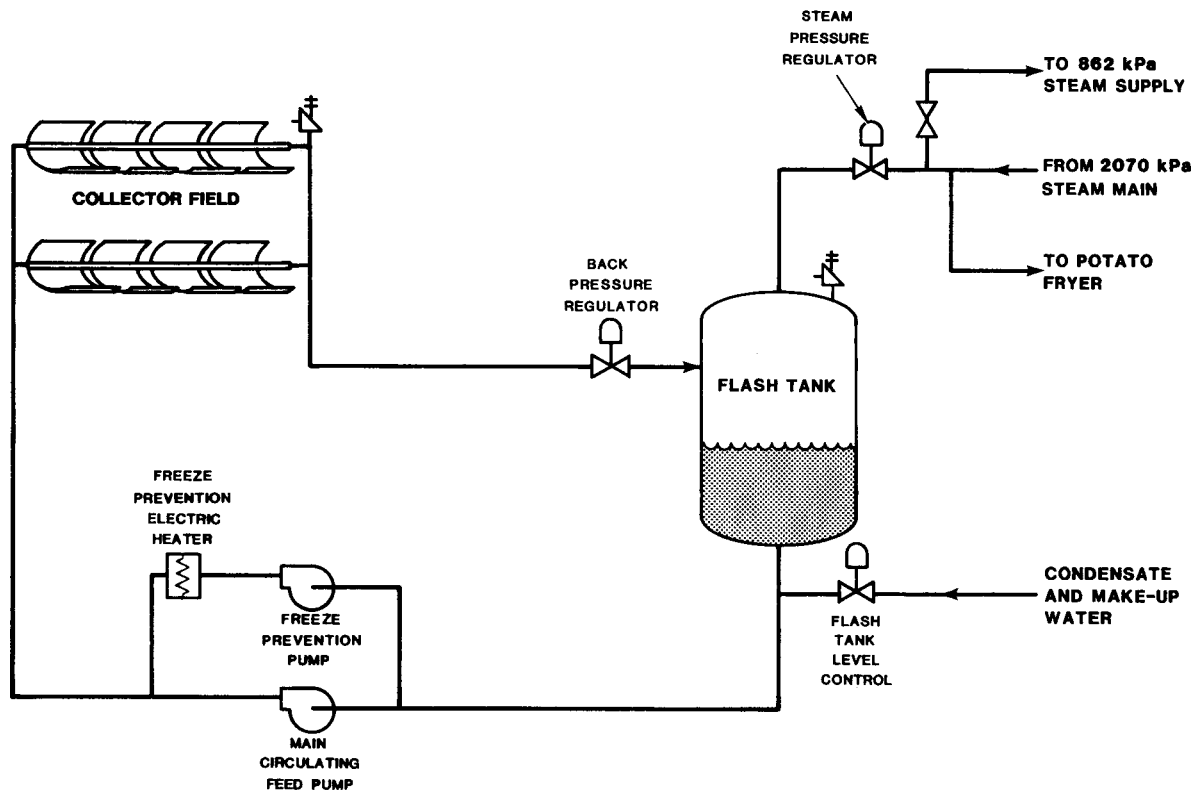 STEAM
PRESSURE
REGULATOR
TO 862 kPa
STEAM SUPPLY
FROM 2070 kPa
STEAM MAIN
TO POTATO
FRYER
COLLECTOR FIELD
BACK
PRESSURE
REGULATOR
FLASH TANK
FREEZE
PREVENTION
ELECTRIC
HEATER
FREEZE
PREVENTION
PUMP
MAIN
CIRCULATING
FEED PUMP
FLASH
TANK
LEVEL
CONTROL
CONDENSATE
AND MAKE-UP
WATER